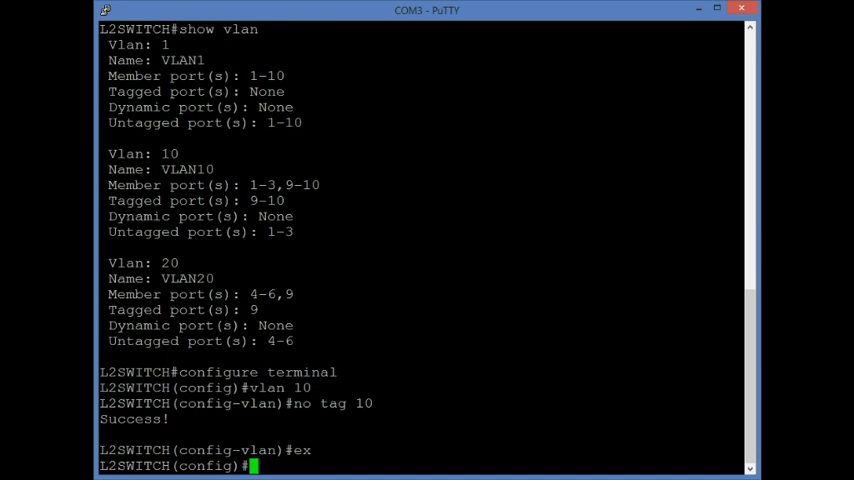 COM3 - PuTTY
L2SWITCH#show vlan
Vlan: 1
Name: VLAN1
Member port(s): 1-10
Tagged port(s): None
Dynamic port(s): None
Untagged port(s): 1-10
Vlan: 10
Name: VLAN10
Member port(s): 1-3,9-10
Tagged port(s): 9-10
Dynamic port(s): None
Untagged port(s): 1-3
Vlan: 20
Name: VLAN20
Member port(s): 4-6,9
Tagged port(s): 9
Dynamic port(s): None
Untagged port(s): 4-6
L2SWITCH#configure terminal
L2SWITCH(config)#vlan 10
L2SWITCH(config-vlan)#no tag 10
Success!
L2SWITCH(config-vlan)#ex
L2SWITCH(config)#